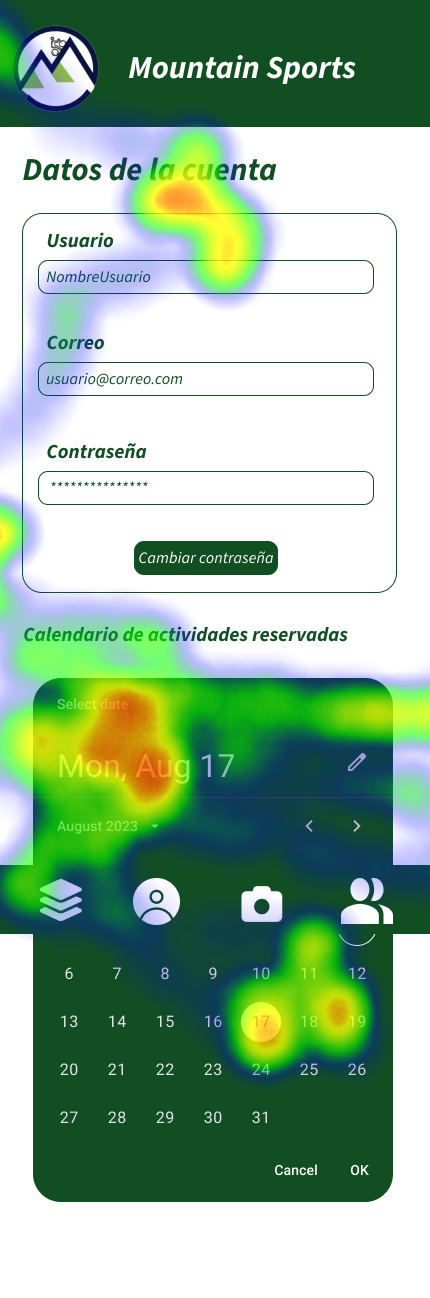 Mountain Sports
Datos de la cuenta
Usuario
NombreUsuario
Correo
usuario@correo.com
Contraseña
***************
Cambiar contraseña
Calendario de actividades reservadas
Select date
Mon, Aug 17
August 2023
6 7 8 9 10 11 12
13 14 15 16 17 18 19
20 21 22 23 24 25 26
27 28 29 30 31
Cancel OK